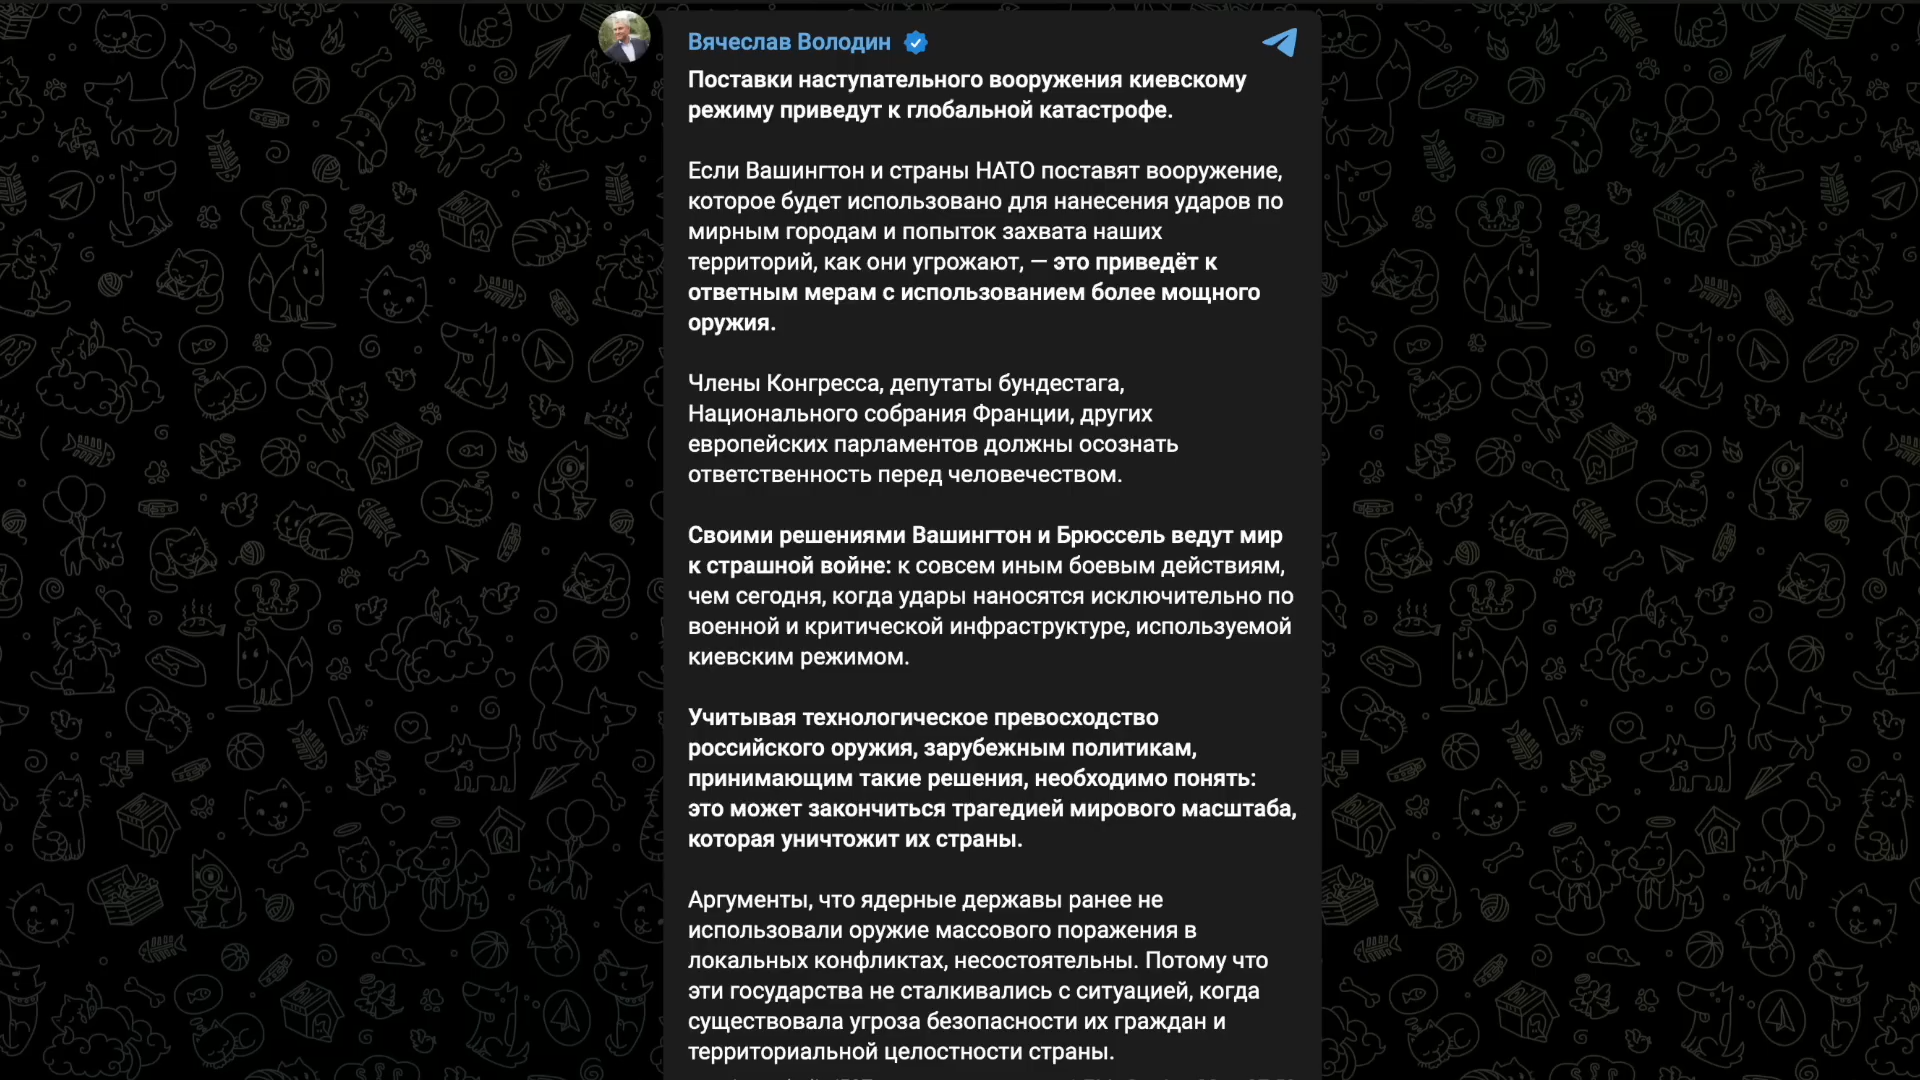 Вячеслав Володин
Поставки наступательного вооружения киевскому
режиму приведут к глобальной катастрофе.
Если Вашингтон и страны НАТО поставят вооружение,
которое будет использовано для нанесения ударов по
мирным городам и попыток захвата наших
территорий, как они угрожают, — это приведёт к
ответным мерам с использованием более мощного
оружия.
Члены Конгресса, депутаты бундестага,
Национального собрания Франции, других
европейских парламентов должны осознать
ответственность перед человечеством.
Своими решениями Вашингтон и Брюссель ведут мир
к страшной войне: к совсем иным боевым действиям,
чем сегодня, когда удары наносятся исключительно по
военной и критической инфраструктуре, используемой
киевским режимом.
Учитывая технологическое превосходство
российского оружия, зарубежным политикам,
принимающим такие решения, необходимо понять:
это может закончиться трагедией мирового масштаба,
которая уничтожит их страны.
Аргументы, что ядерные державы ранее не
использовали оружие массового поражения в
локальных конфликтах, несостоятельны. Потому что
эти государства не сталкивались с ситуацией, когда
существовала угроза безопасности их граждан и
территориальной целостности страны.